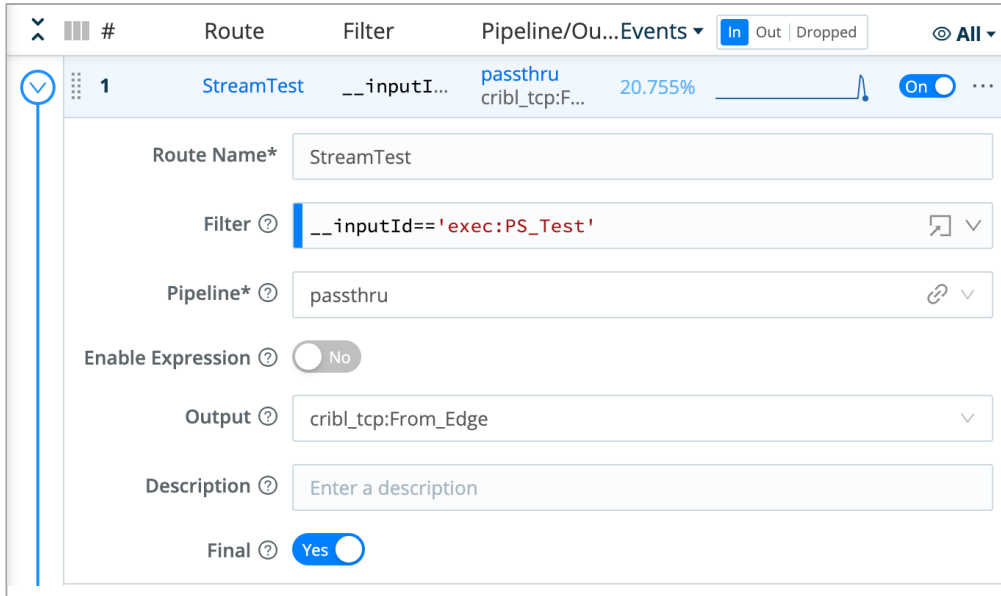 # Route Filter Pipeline/Ou...Events In Out Dropped All
1 StreamTest __inputI... passthru 20.755% On ...
cribl_tcp:F...
Route Name* StreamTest
Filter ? __inputId=='exec:PS_Test'
Pipeline* ? passthru
Enable Expression ? No
Output ? cribl_tcp:From_Edge
Description ? Enter a description
Final ? Yes